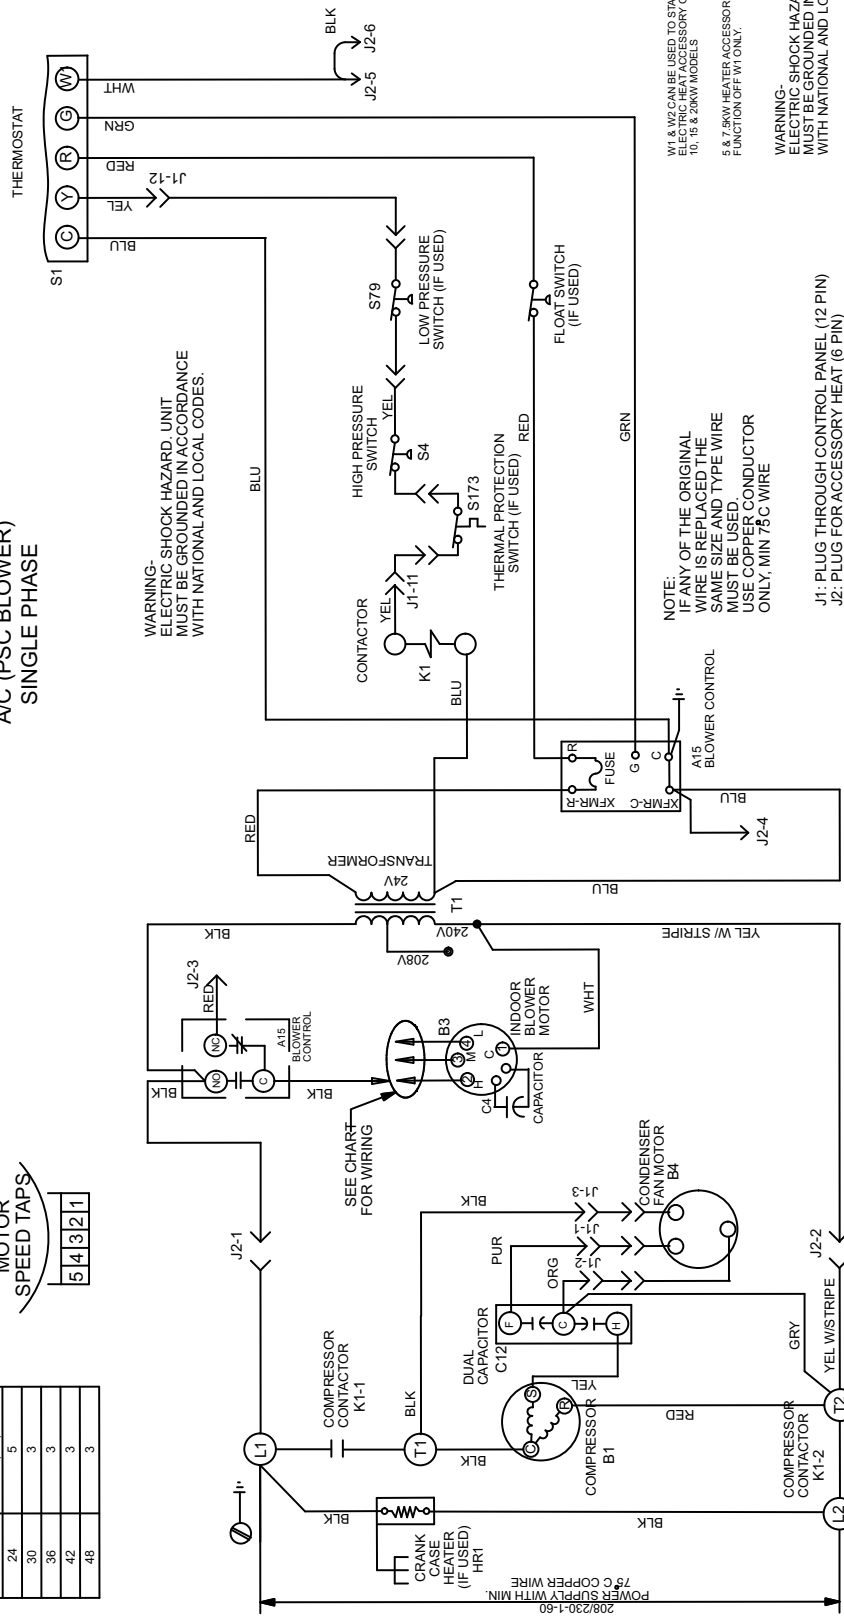 A/C (PSC BLOWER)
SINGLE PHASE
MOTOR
SPEED TAPS
5 4 3 2 1
24 5
30 3
36 3
42 3
48 3
THERMOSTAT
S1
C
Y
R
G
W1
BLU
YEL
RED
GRN
WHT
J1-12
BLK
J2-5
J2-6
WARNING-
ELECTRIC SHOCK HAZARD. UNIT
MUST BE GROUNDED IN ACCORDANCE
WITH NATIONAL AND LOCAL CODES.
BLU
S79
LOW PRESSURE
SWITCH (IF USED)
HIGH PRESSURE
SWITCH
YEL
S4
S173
THERMAL PROTECTION
SWITCH (IF USED)
J1-11
YEL
CONTACTOR
K1
BLU
FLOAT SWITCH
(IF USED)
RED
GRN
W1 & W2 CAN BE USED TO STA
ELECTRIC HEAT ACCESSORY O
10, 15 & 20KW MODELS
5 & 7.5KW HEATER ACCESSOR
FUNCTION OFF W1 ONLY.
WARNING-
ELECTRIC SHOCK HAZA
MUST BE GROUNDED IN
WITH NATIONAL AND LO
NOTE:
IF ANY OF THE ORIGINAL
WIRE IS REPLACED THE
SAME SIZE AND TYPE WIRE
MUST BE USED.
USE COPPER CONDUCTOR
ONLY, MIN 75°C WIRE
J1: PLUG THROUGH CONTROL PANEL (12 PIN)
J2: PLUG FOR ACCESSORY HEAT (6 PIN)
A15
BLOWER CONTROL
R
FUSE
XFMR-R
G
C
XFMR-C
BLU
J2-4
RED
TRANSFORMER
24V
T1
240V
208V
BLU
YEL W/ STRIPE
BLK
J2-3
RED
NC
NO
C
A15
BLOWER
CONTROL
BLK
BLK
SEE CHART
FOR WIRING
B3
L
M
H
C
4
3
2
1
INDOOR
BLOWER
MOTOR
WHT
C4
CAPACITOR
J2-1
L1
COMPRESSOR
CONTACTOR
K1-1
T1
BLK
BLK
J1-3
J1-1
J1-2
PUR
ORG
CONDENSER
FAN MOTOR
B4
DUAL
CAPACITOR
C12
F
C
H
YEL
S
R
C
COMPRESSOR
B1
BLK
RED
GRY
YEL W/STRIPE
J2-2
T2
COMPRESSOR
CONTACTOR
K1-2
L2
BLK
BLK
CRANK
CASE
HEATER
(IF USED)
HR1
208/230-1-60
POWER SUPPLY WITH MIN.
75°C COPPER WIRE